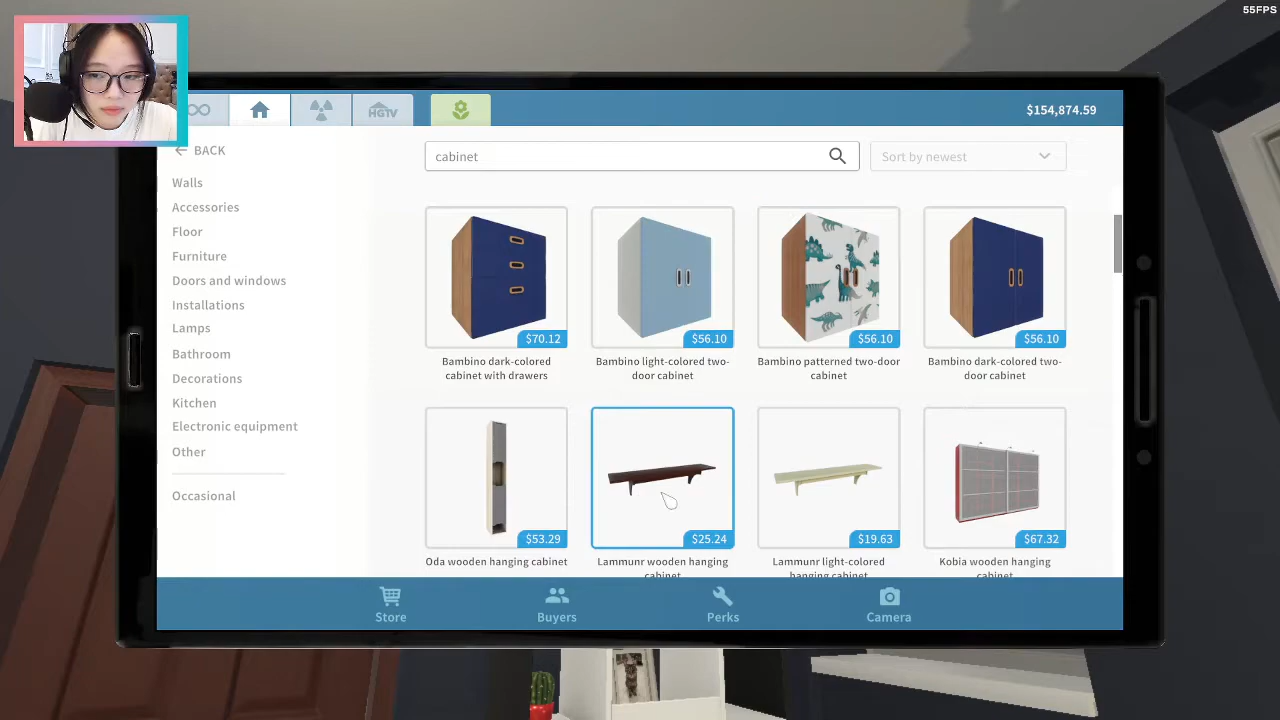 55FPS
HGTV
$154,874.59
BACK
cabinet
Sort by newest
Walls
Accessories
Floor
Furniture
Doors and windows
Installations
Lamps
Bathroom
Decorations
Kitchen
Electronic equipment
Other
Occasional
$70.12
$56.10
$56.10
$56.10
Bambino dark-colored
cabinet with drawers
Bambino light-colored two-
door cabinet
Bambino patterned two-door
cabinet
Bambino dark-colored two-
door cabinet
$53.29
$25.24
$19.63
$67.32
Oda wooden hanging cabinet
Lammunr wooden hanging
cabinet
Lammunr light-colored
hanging cabinet
Kobia wooden hanging
cabinet
Store
Buyers
Perks
Camera